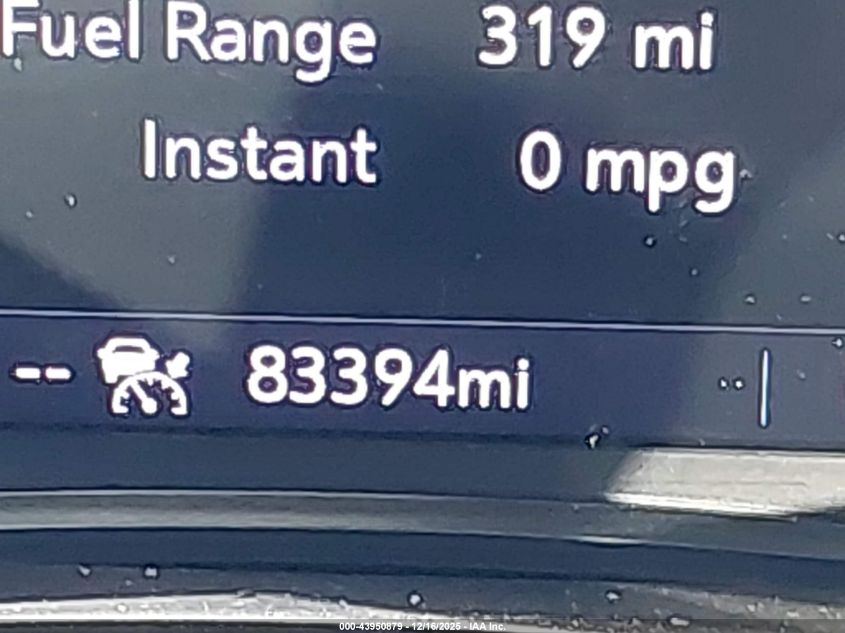 Fuel Range 319 mi
Instant 0 mpg
-- 83394mi --
000-43950879 - 12/16/2025 - IAA Inc.